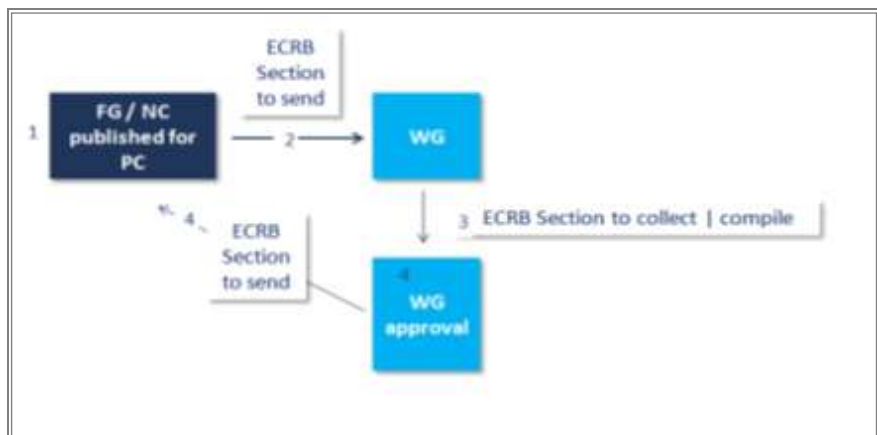 ECRB
Section
to send
1
FG / NC
published for
PC
2
WG
3 ECRB Section to collect | compile
4
ECRB
Section
to send
4
WG
approval